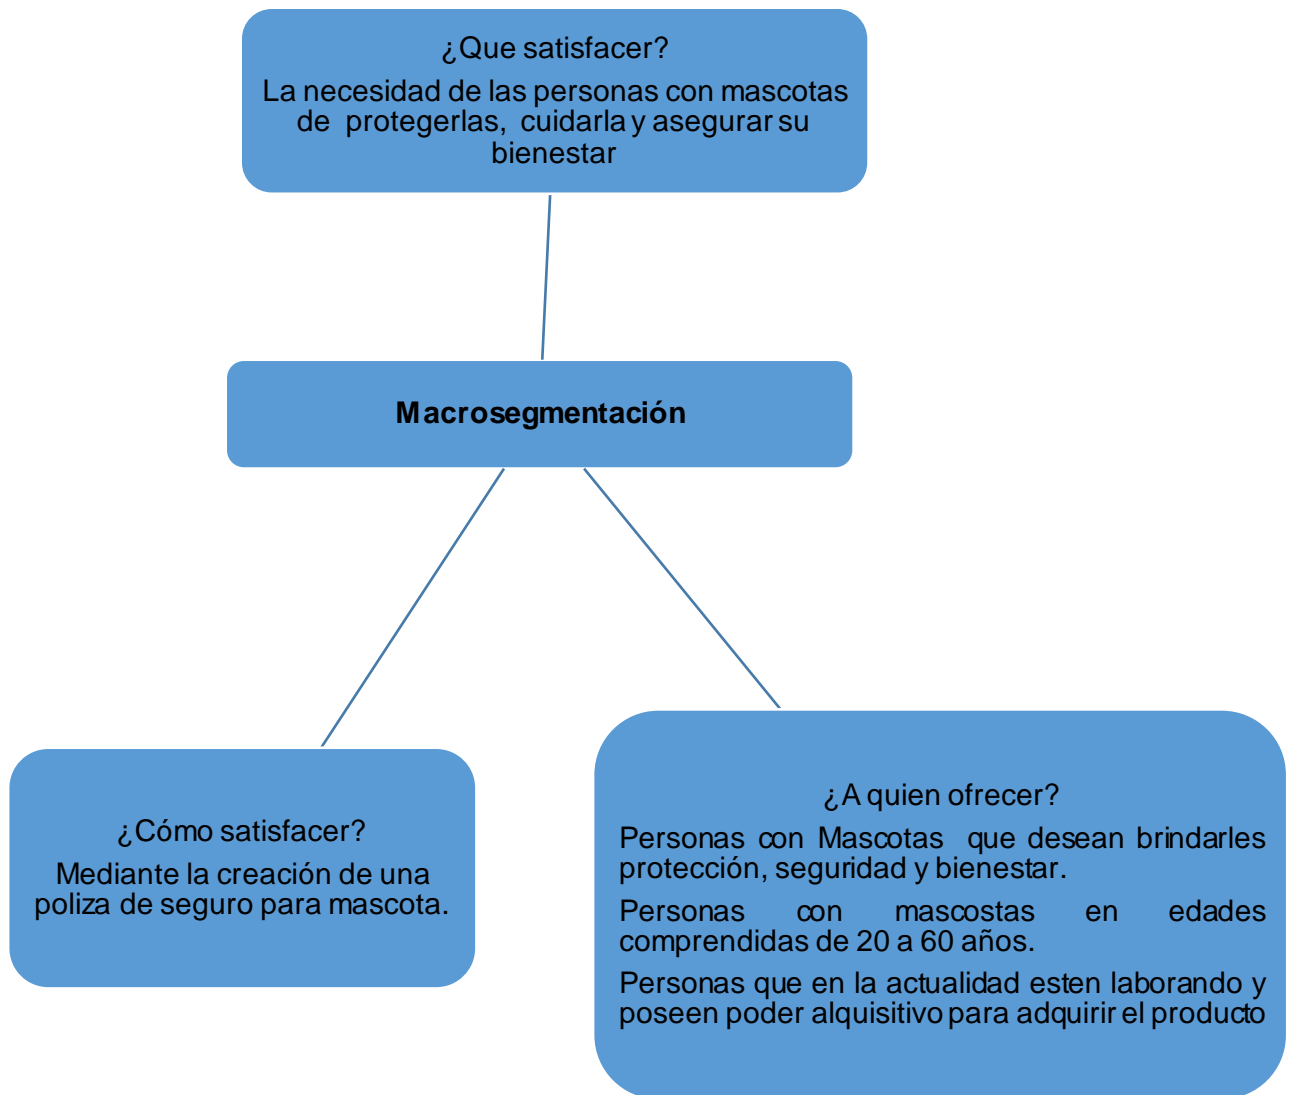 ¿Que satisfacer?
La necesidad de las personas con mascotas
de protegerlas, cuidarla y asegurar su
bienestar
Macrosegmentación
¿Cómo satisfacer?
Mediante la creación de una
poliza de seguro para mascota.
¿A quien ofrecer?
Personas con Mascotas que desean brindarles
protección, seguridad y bienestar.
Personas con mascostas en edades
comprendidas de 20 a 60 años.
Personas que en la actualidad esten laborando y
poseen poder alquisitivo para adquirir el producto